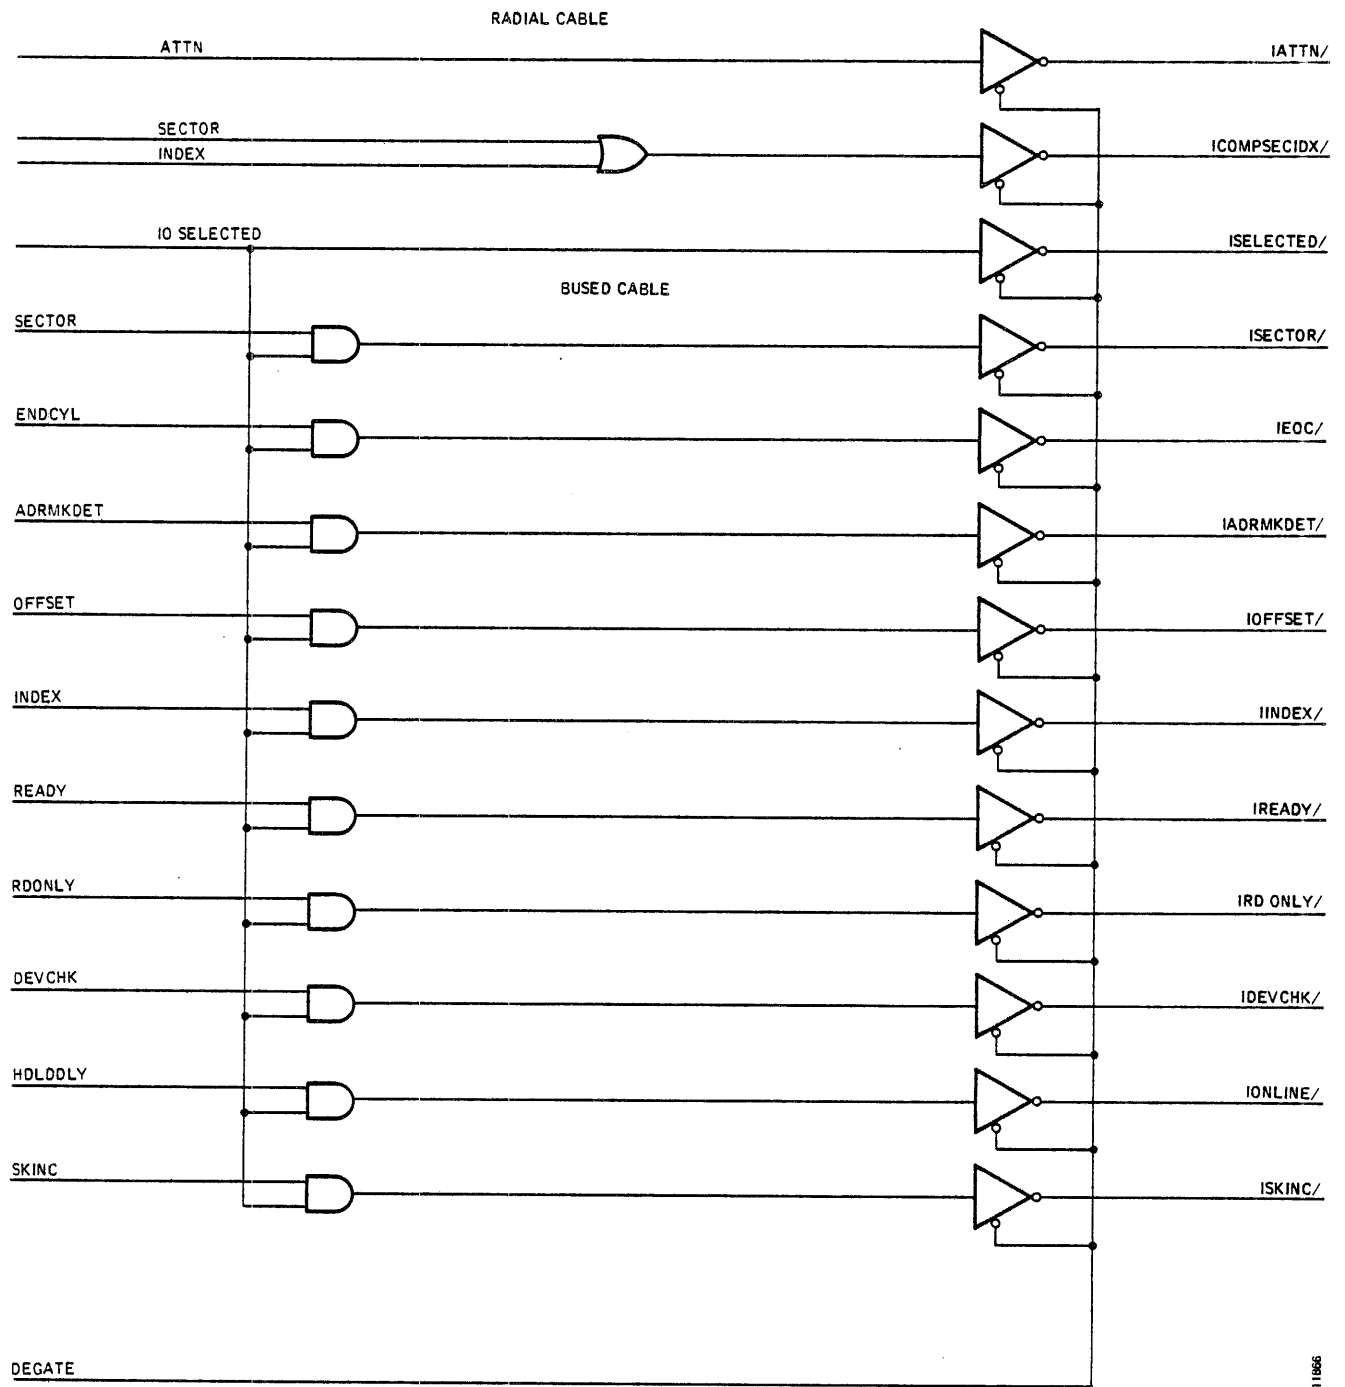 RADIAL CABLE
ATTN
IATTN/
SECTOR
INDEX
ICOMPSECIDX/
IO SELECTED
ISELECTED/
BUSED CABLE
SECTOR
ISECTOR/
ENDCYL
IEOC/
ADRMKDET
IADRMKDET/
OFFSET
IOFFSET/
INDEX
IINDEX/
READY
IREADY/
RDONLY
IRD ONLY/
DEVCHK
IDEVCHK/
HDLDDLY
IONLINE/
SKINC
ISKINC/
DEGATE
11866